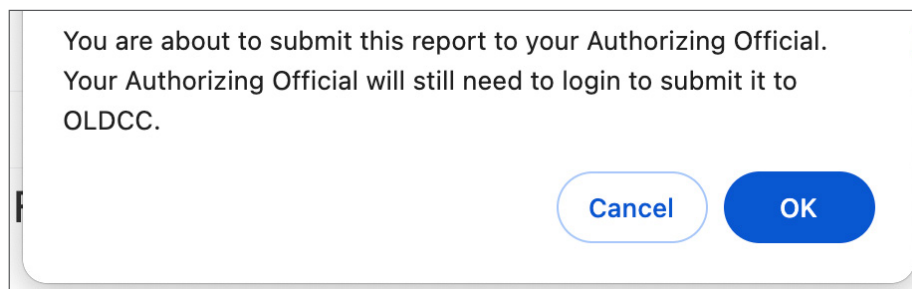 You are about to submit this report to your Authorizing Official.
Your Authorizing Official will still need to login to submit it to
OLDCC.
Cancel
OK